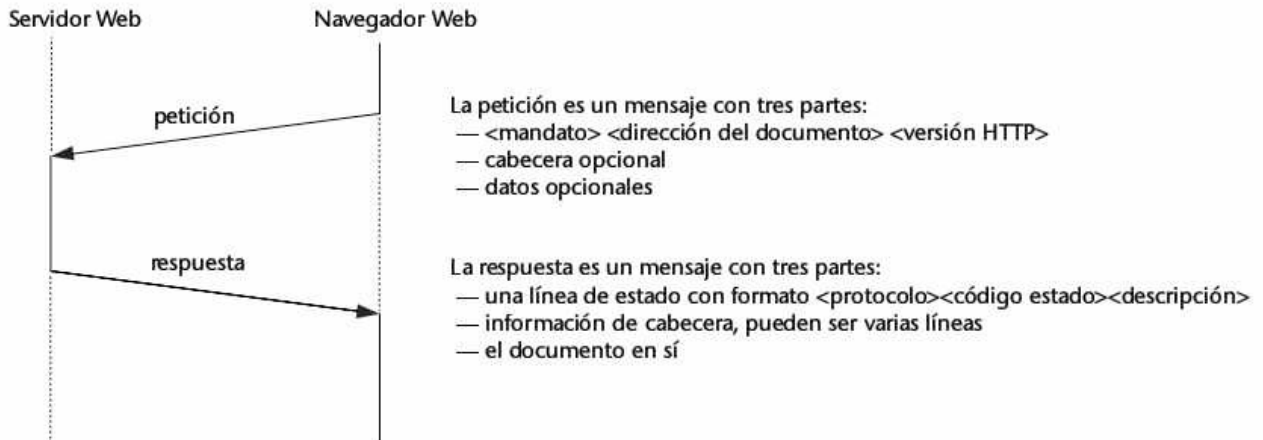 Servidor Web
Navegador Web
petición
La petición es un mensaje con tres partes:
— <mandato> <dirección del documento> <versión HTTP>
— cabecera opcional
— datos opcionales
respuesta
La respuesta es un mensaje con tres partes:
— una línea de estado con formato <protocolo><código estado><descripción>
— información de cabecera, pueden ser varias líneas
— el documento en sí